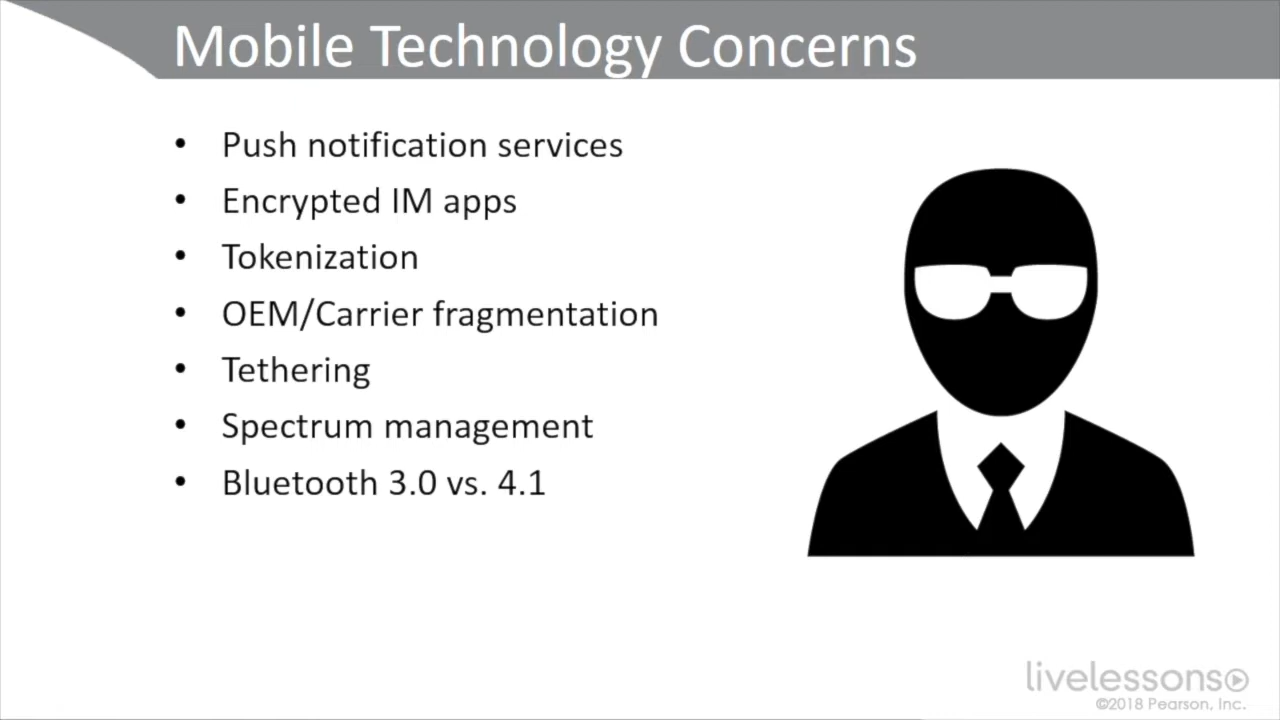 Mobile Technology Concerns
• Push notification services
• Encrypted IM apps
• Tokenization
• OEM/Carrier fragmentation
• Tethering
• Spectrum management
• Bluetooth 3.0 vs. 4.1
livelessons
©2018 Pearson, Inc.